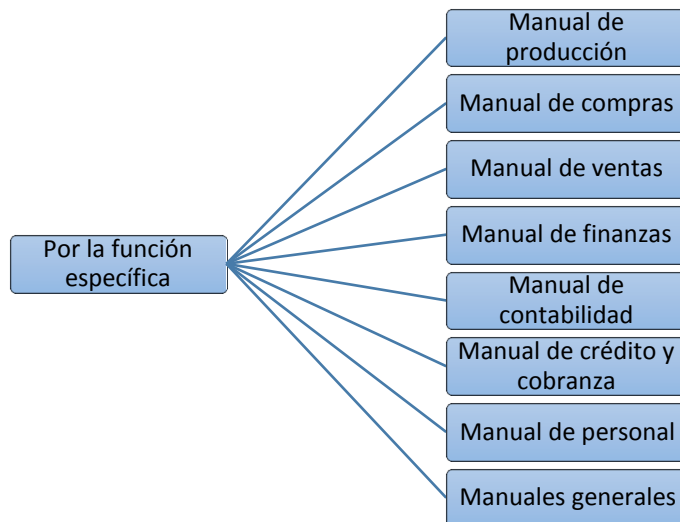 Por la función
específica
Manual de
producción
Manual de compras
Manual de ventas
Manual de finanzas
Manual de
contabilidad
Manual de crédito y
cobranza
Manual de personal
Manuales generales